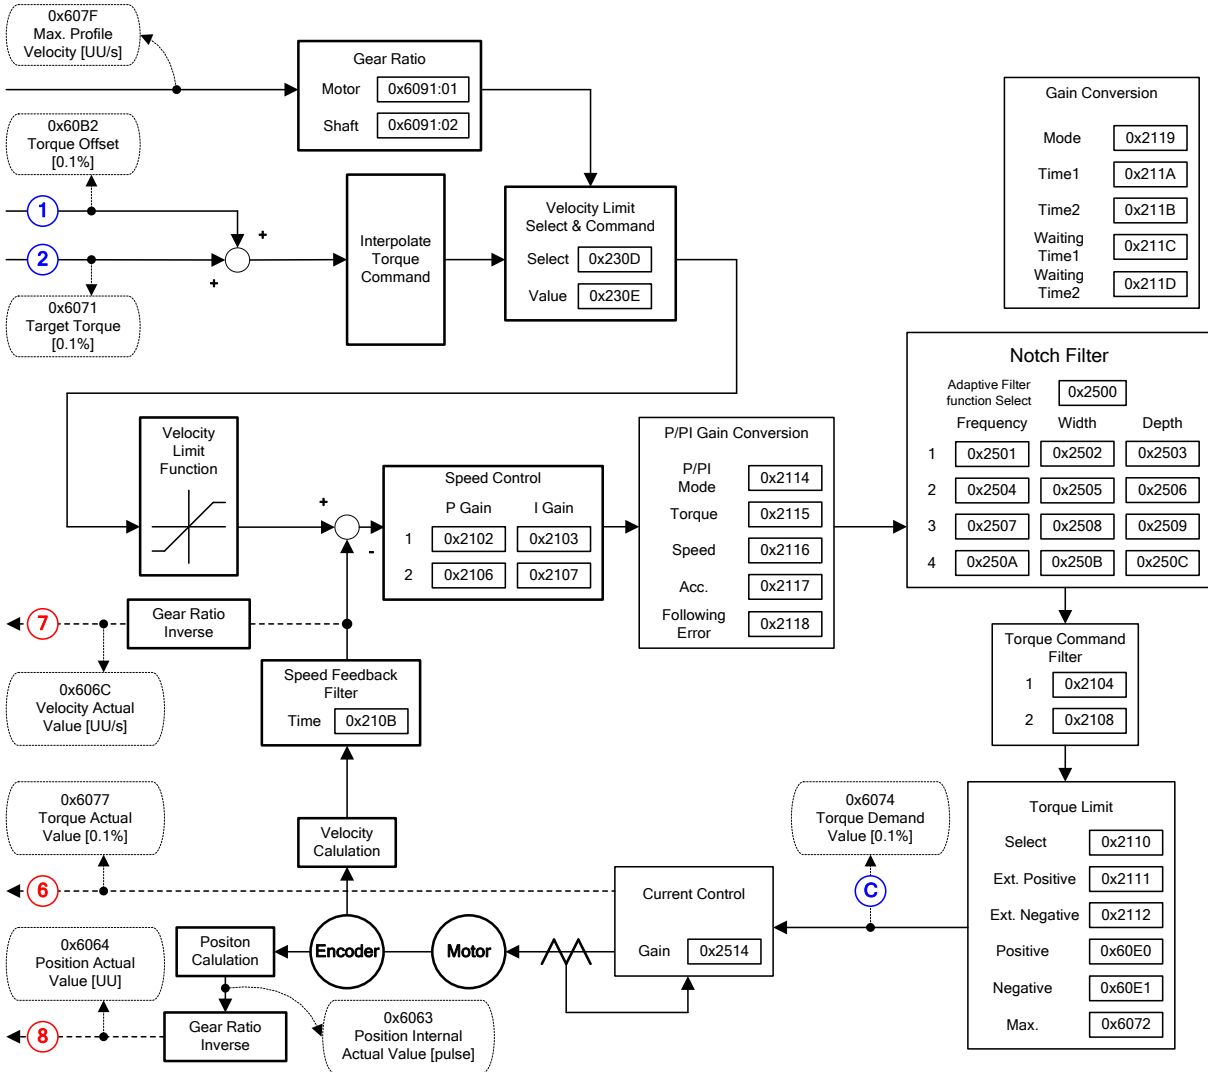 0x607F
Max. Profile
Velocity [UU/s]
Gear Ratio
Motor 0x6091:01
Shaft 0x6091:02
Gain Conversion
Mode 0x2119
Time1 0x211A
Time2 0x211B
Waiting
Time1 0x211C
Waiting
Time2 0x211D
0x60B2
Torque Offset
[0.1%]
1
2
+
+
0x6071
Target Torque
[0.1%]
Interpolate
Torque
Command
Velocity Limit
Select & Command
Select 0x230D
Value 0x230E
Notch Filter
Adaptive Filter
function Select 0x2500
Frequency Width Depth
1 0x2501 0x2502 0x2503
2 0x2504 0x2505 0x2506
3 0x2507 0x2508 0x2509
4 0x250A 0x250B 0x250C
Velocity
Limit
Function
+
-
Speed Control
P Gain I Gain
1 0x2102 0x2103
2 0x2106 0x2107
P/PI Gain Conversion
P/PI
Mode 0x2114
Torque 0x2115
Speed 0x2116
Acc. 0x2117
Following
Error 0x2118
7
Gear Ratio
Inverse
0x606C
Velocity Actual
Value [UU/s]
Speed Feedback
Filter
Time 0x210B
Torque Command
Filter
1 0x2104
2 0x2108
0x6077
Torque Actual
Value [0.1%]
Velocity
Calulation
0x6074
Torque Demand
Value [0.1%]
Torque Limit
Select 0x2110
Ext. Positive 0x2111
Ext. Negative 0x2112
Positive 0x60E0
Negative 0x60E1
Max. 0x6072
6
C
Current Control
Gain 0x2514
0x6064
Position Actual
Value [UU]
Positon
Calulation
Encoder
Motor
8
Gear Ratio
Inverse
0x6063
Position Internal
Actual Value [pulse]